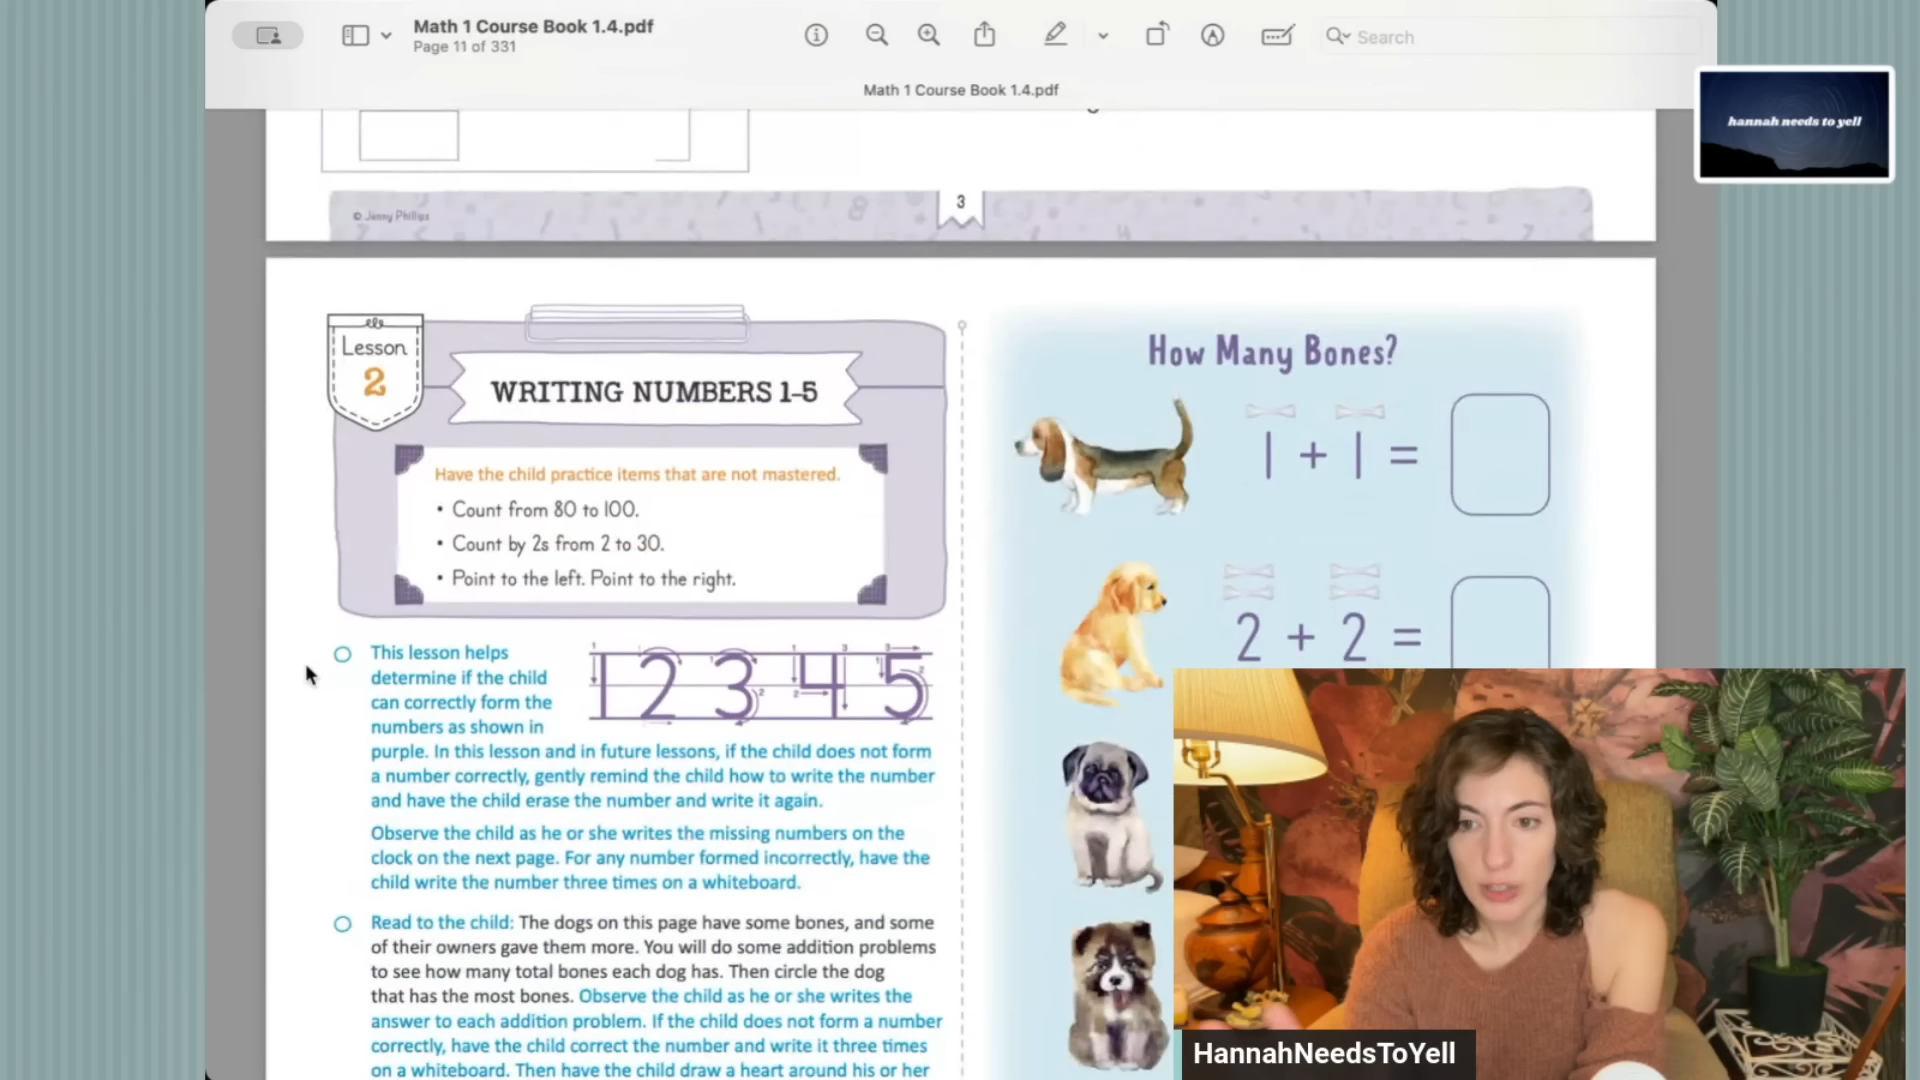 Math 1 Course Book 1.4.pdf
Page 11 of 331
Search
Math 1 Course Book 1.4.pdf
hannah needs to yell
© Jenny Phillips
3
Lesson
2
WRITING NUMBERS 1-5
Have the child practice items that are not mastered.
• Count from 80 to 100.
• Count by 2s from 2 to 30.
• Point to the left. Point to the right.
This lesson helps
determine if the child
can correctly form the
numbers as shown in
purple. In this lesson and in future lessons, if the child does not form
a number correctly, gently remind the child how to write the number
and have the child erase the number and write it again.
1 2 3 4 5
Observe the child as he or she writes the missing numbers on the
clock on the next page. For any number formed incorrectly, have the
child write the number three times on a whiteboard.
Read to the child: The dogs on this page have some bones, and some
of their owners gave them more. You will do some addition problems
to see how many total bones each dog has. Then circle the dog
that has the most bones. Observe the child as he or she writes the
answer to each addition problem. If the child does not form a number
correctly, have the child correct the number and write it three times
on a whiteboard. Then have the child draw a heart around his or her
How Many Bones?
1 + 1 =
2 + 2 =
HannahNeedsToYell